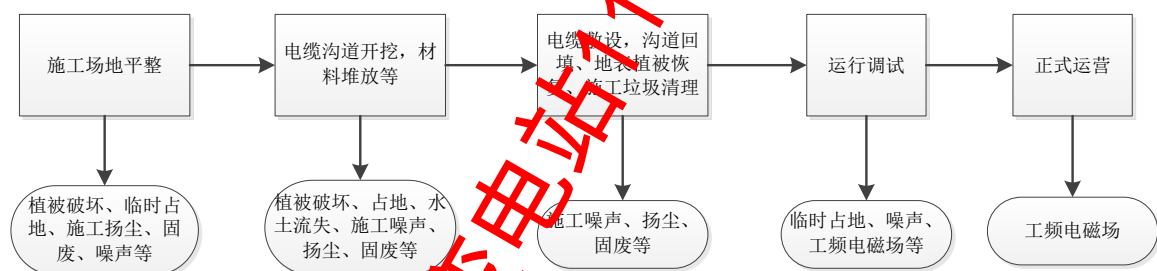 施工场地平整
电缆沟道开挖，材
料堆放等
电缆敷设，沟道回
填、地表植被恢
复、施工垃圾清理
运行调试
正式运营
植被破坏、临时占
地、施工扬尘、固
废、噪声等
植被破坏、占地、水
土流失、施工噪声、
扬尘、固废等
施工噪声、扬尘、
固废等
临时占地、噪声、
工频电磁场等
工频电磁场
电站1